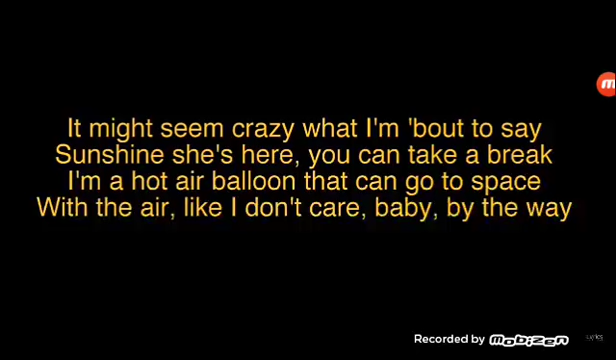 It might seem crazy what I'm 'bout to say
Sunshine she's here, you can take a break
I'm a hot air balloon that can go to space
With the air, like I don't care, baby, by the way
Recorded by MOBIZEN
Lyrics